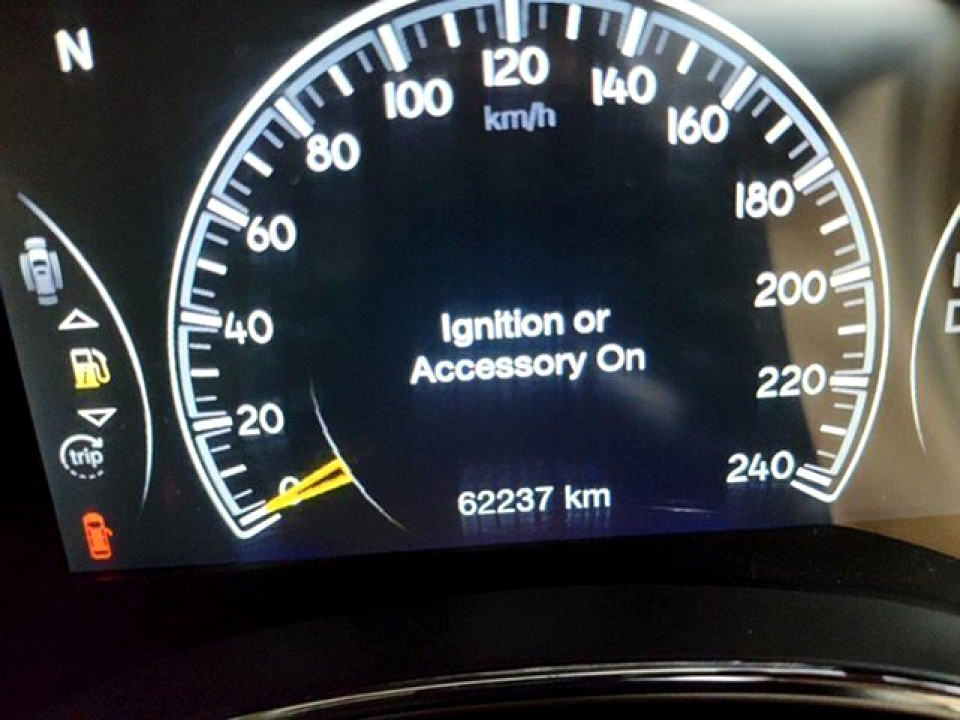 N
120
100
140
km/h
80
160
60
180
40
200
Ignition or
Accessory On
20
220
trip
0
62237 km
240